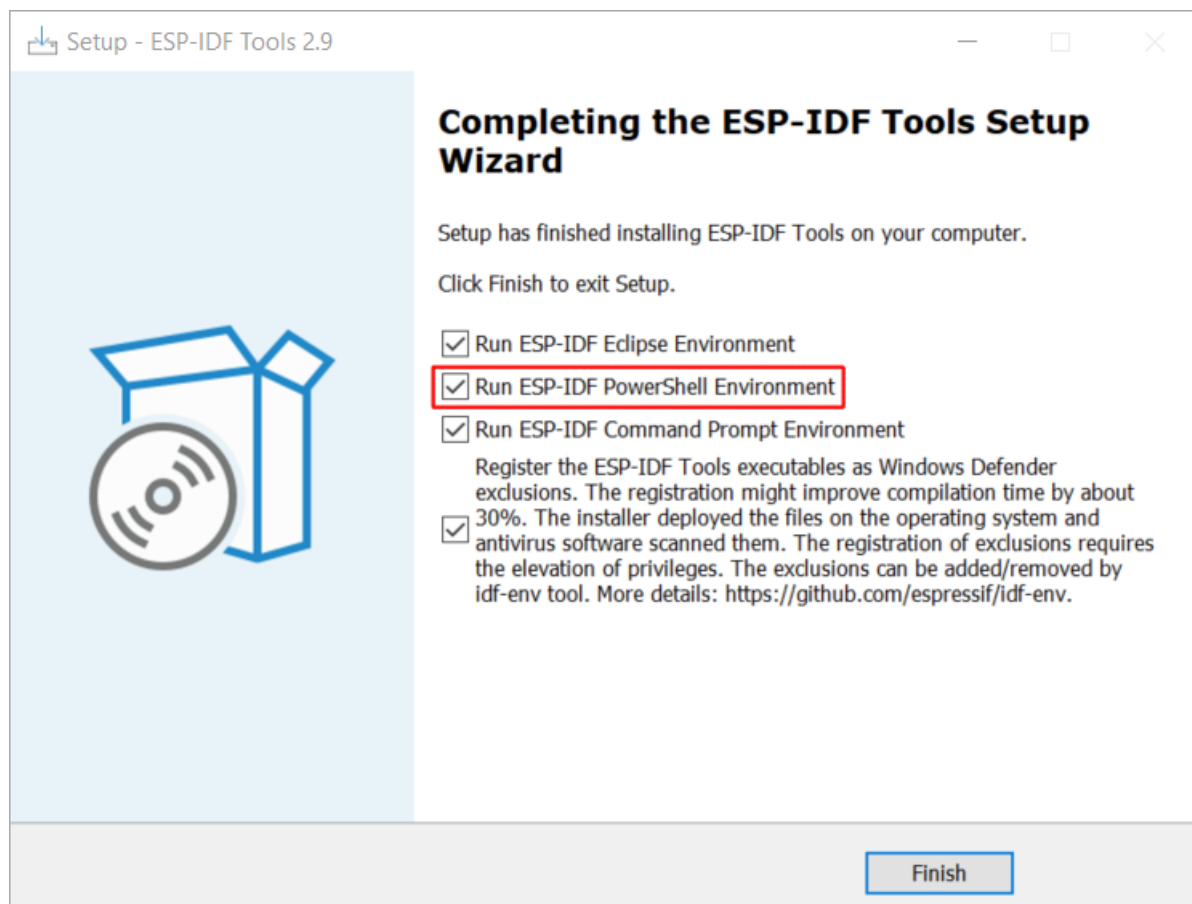 Setup - ESP-IDF Tools 2.9
Completing the ESP-IDF Tools Setup
Wizard
Setup has finished installing ESP-IDF Tools on your computer.
Click Finish to exit Setup.
Run ESP-IDF Eclipse Environment
Run ESP-IDF PowerShell Environment
Run ESP-IDF Command Prompt Environment
Register the ESP-IDF Tools executables as Windows Defender
exclusions. The registration might improve compilation time by about
30%. The installer deployed the files on the operating system and
antivirus software scanned them. The registration of exclusions requires
the elevation of privileges. The exclusions can be added/removed by
idf-env tool. More details: https://github.com/espressif/idf-env.
Finish